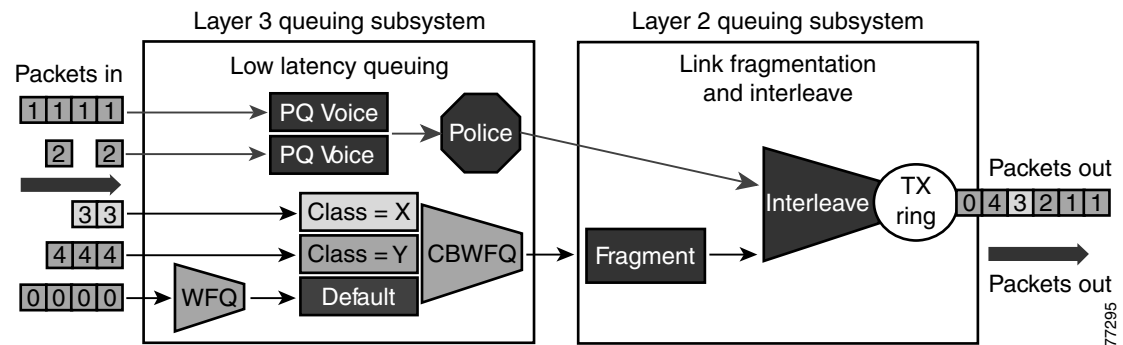 Layer 3 queuing subsystem
Layer 2 queuing subsystem
Packets in
Low latency queuing
Link fragmentation
and interleave
1 1 1 1
PQ Voice
Police
2 2
PQ Voice
3 3
Class = X
4 4 4
Class = Y
CBWFQ
0 0 0 0
WFQ
Default
Fragment
Interleave
TX
ring
Packets out
0 4 3 2 1 1
Packets out
77295